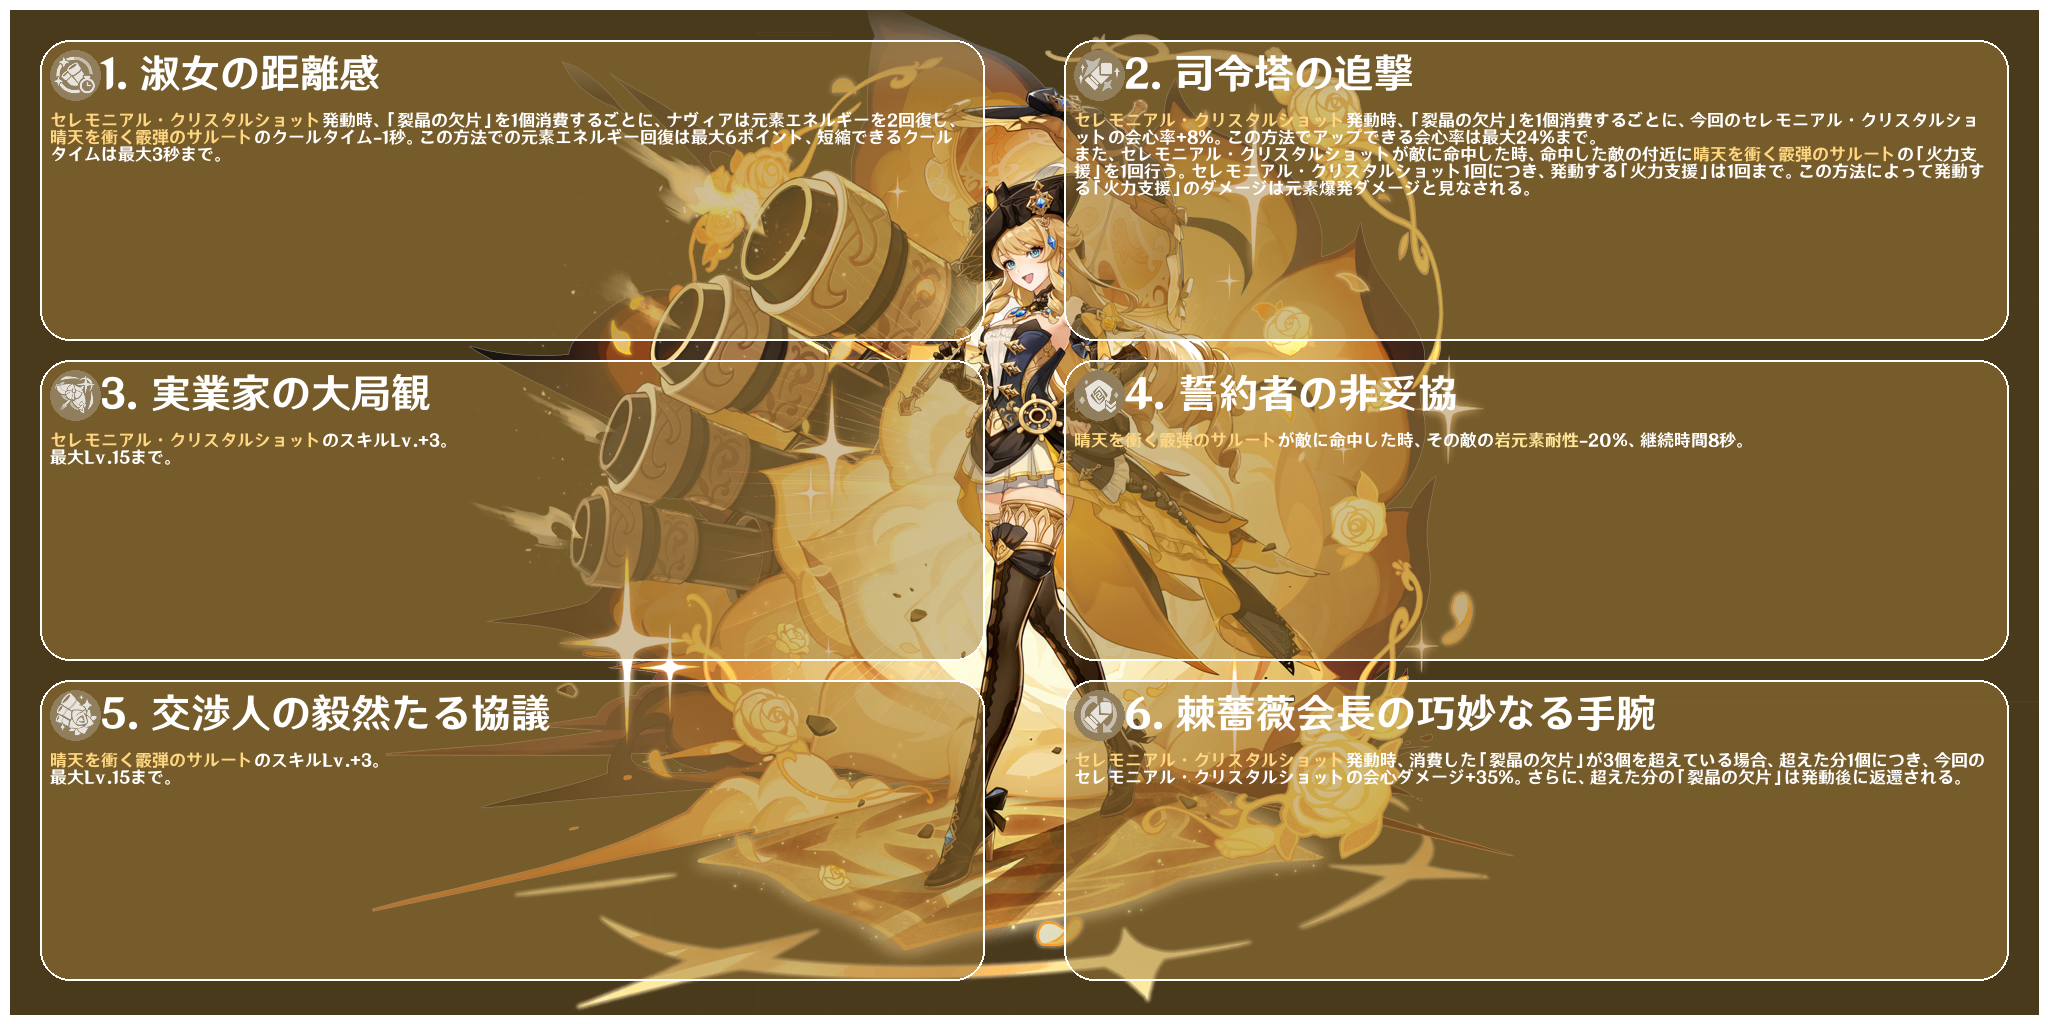 1. 淑女の距離感
セレモニアル・クリスタルショット発動時、「裂晶の欠片」を1個消費するごとに、ナヴィアは元素エネルギーを2回復し、
晴天を衝く霰弾のサルートのクールタイム-1秒。この方法での元素エネルギー回復は最大6ポイント、短縮できるクール
タイムは最大3秒まで。
2. 司令塔の追撃
セレモニアル・クリスタルショット発動時、「裂晶の欠片」を1個消費するごとに、今回のセレモニアル・クリスタルショ
ットの会心率+8%。この方法でアップできる会心率は最大24%まで。
また、セレモニアル・クリスタルショットが敵に命中した時、命中した敵の付近に晴天を衝く霰弾のサルートの「火力支
援」を1回行う。セレモニアル・クリスタルショット1回につき、発動する「火力支援」は1回まで。この方法によって発動す
る「火力支援」のダメージは元素爆発ダメージと見なされる。
3. 実業家の大局観
セレモニアル・クリスタルショットのスキルLv.+3。
最大Lv.15まで。
4. 誓約者の非妥協
晴天を衝く霰弾のサルートが敵に命中した時、その敵の岩元素耐性-20%、継続時間8秒。
5. 交渉人の毅然たる協議
晴天を衝く霰弾のサルートのスキルLv.+3。
最大Lv.15まで。
6. 棘薔薇会長の巧妙なる手腕
セレモニアル・クリスタルショット発動時、消費した「裂晶の欠片」が3個を超えている場合、超えた分1個につき、今回の
セレモニアル・クリスタルショットの会心ダメージ+35%。さらに、超えた分の「裂晶の欠片」は発動後に返還される。